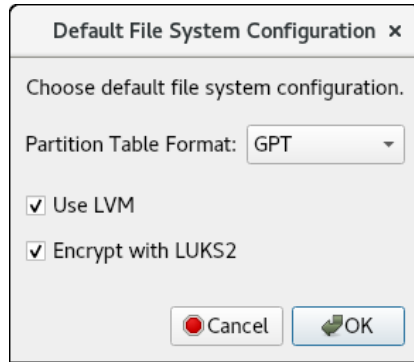 Default File System Configuration ×
Choose default file system configuration.
Partition Table Format: GPT
Use LVM
Encrypt with LUKS2
Cancel OK